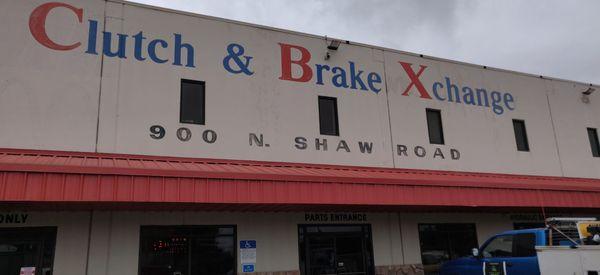 Clutch & Brake Xchange
900 N. SHAW ROAD
ONLY
PARTS ENTRANCE